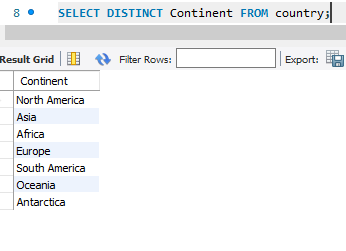 8 SELECT DISTINCT Continent FROM country;
Result Grid Filter Rows: Export:
Continent
North America
Asia
Africa
Europe
South America
Oceania
Antarctica